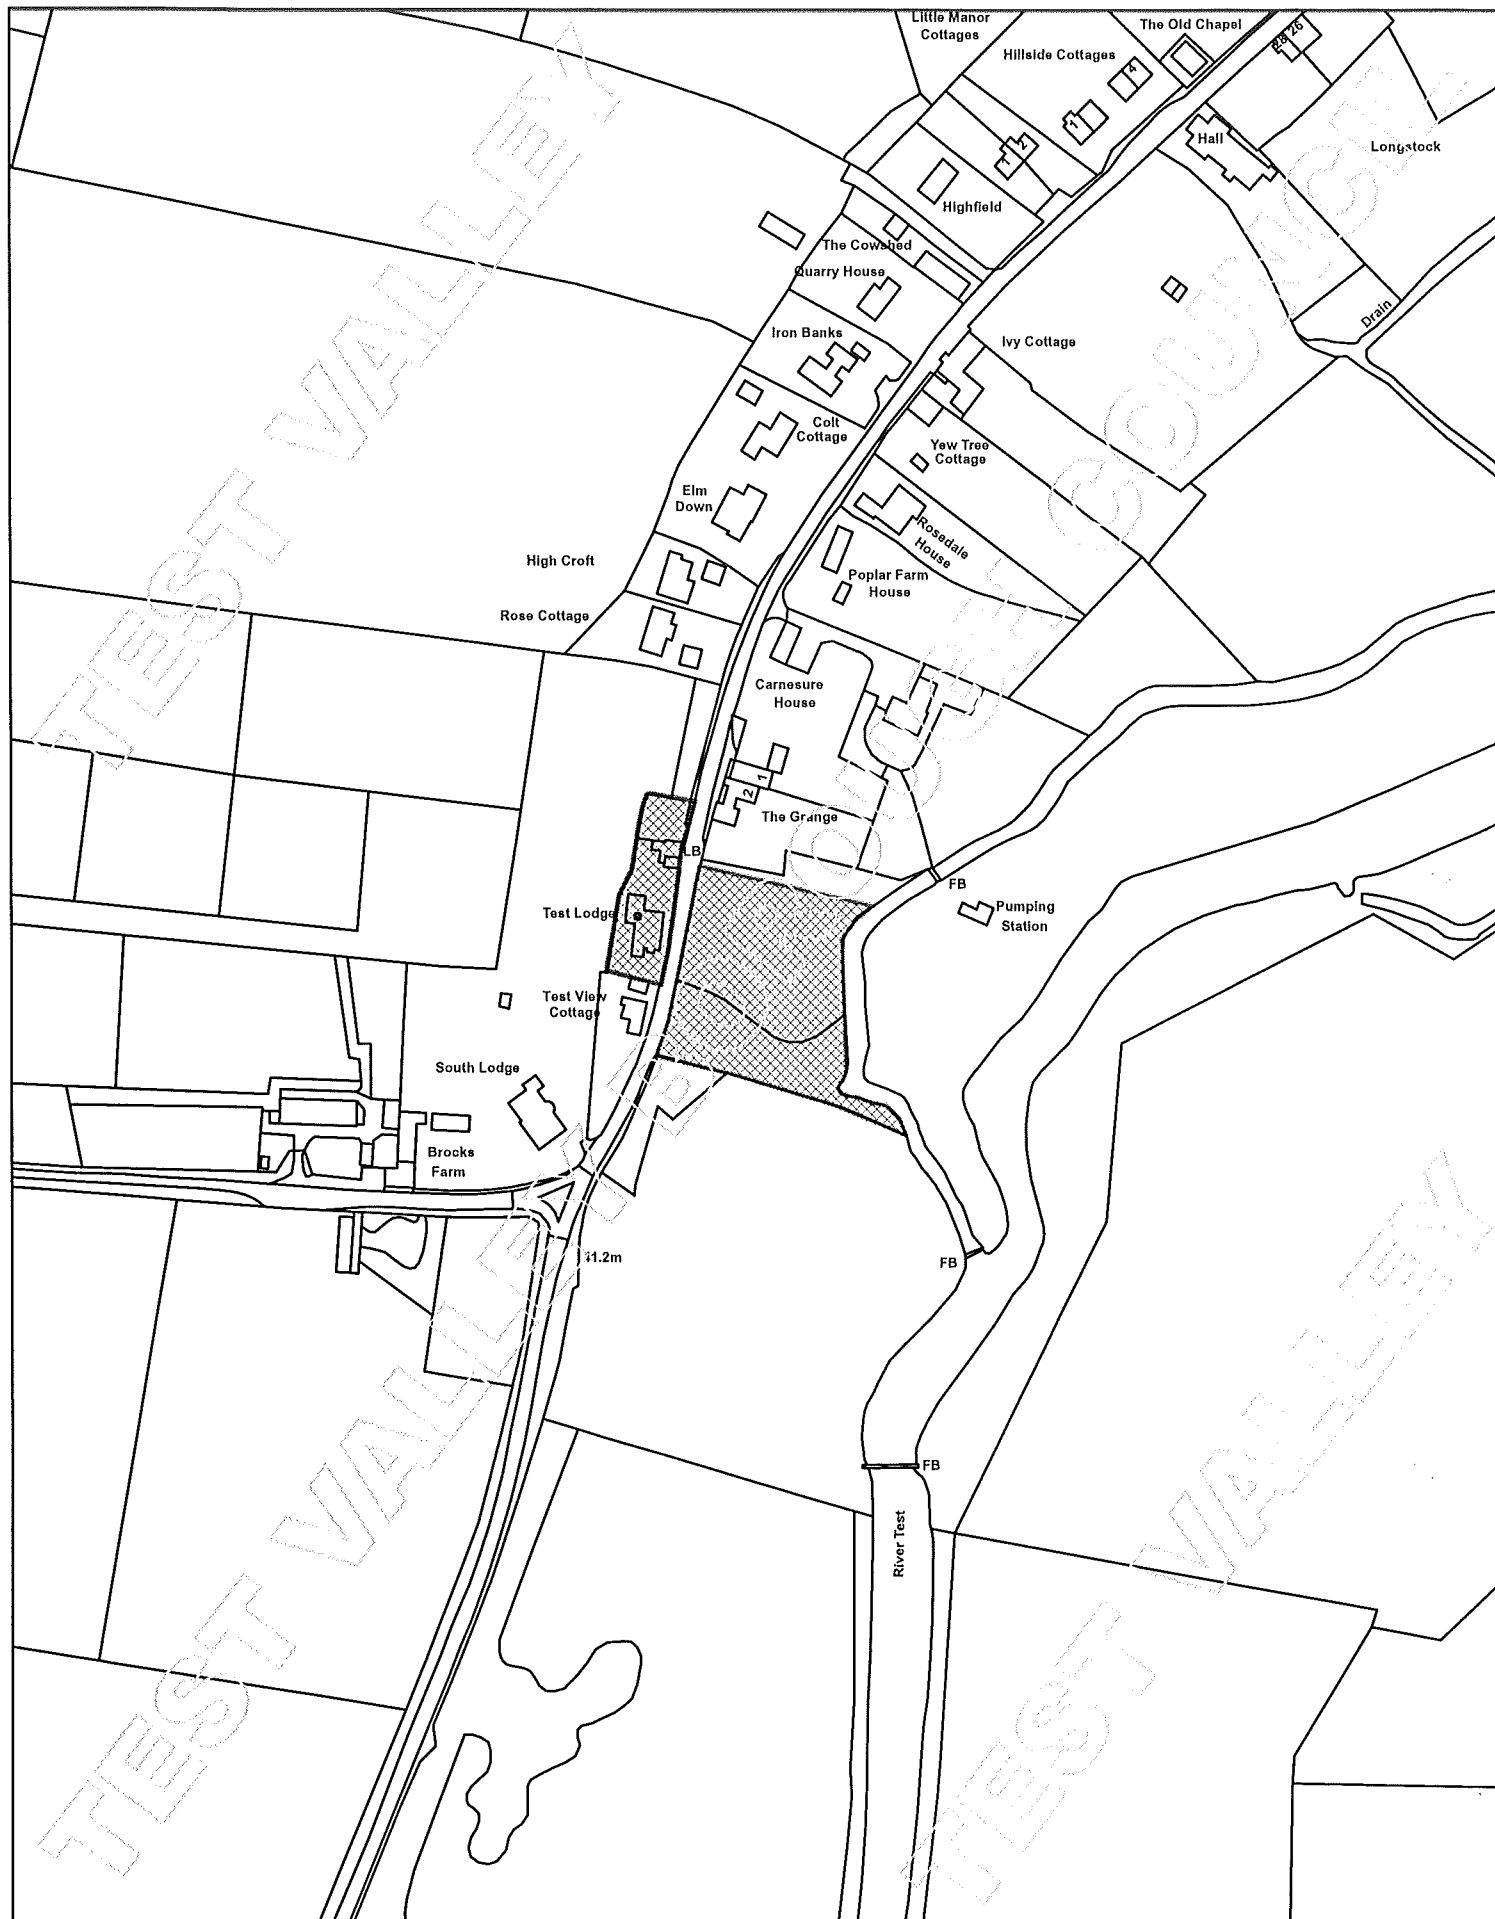 Little Manor
Cottages
The Old Chapel
Hillside Cottages
28 26
4
1
Hall
Longstock
1 2
Highfield
The Cowshed
Quarry House
Drain
Iron Banks
Ivy Cottage
Colt
Cottage
Yew Tree
Cottage
Elm
Down
Rosedale
House
High Croft
Poplar Farm
House
Rose Cottage
Carnesure
House
1
2
The Grange
LB
FB
Test Lodge
Pumping
Station
Test View
Cottage
South Lodge
Brocks
Farm
41.2m
FB
FB
River Test
TEST VALLEY BOROUGH COUNCIL
TEST VALLEY
TEST VALLEY